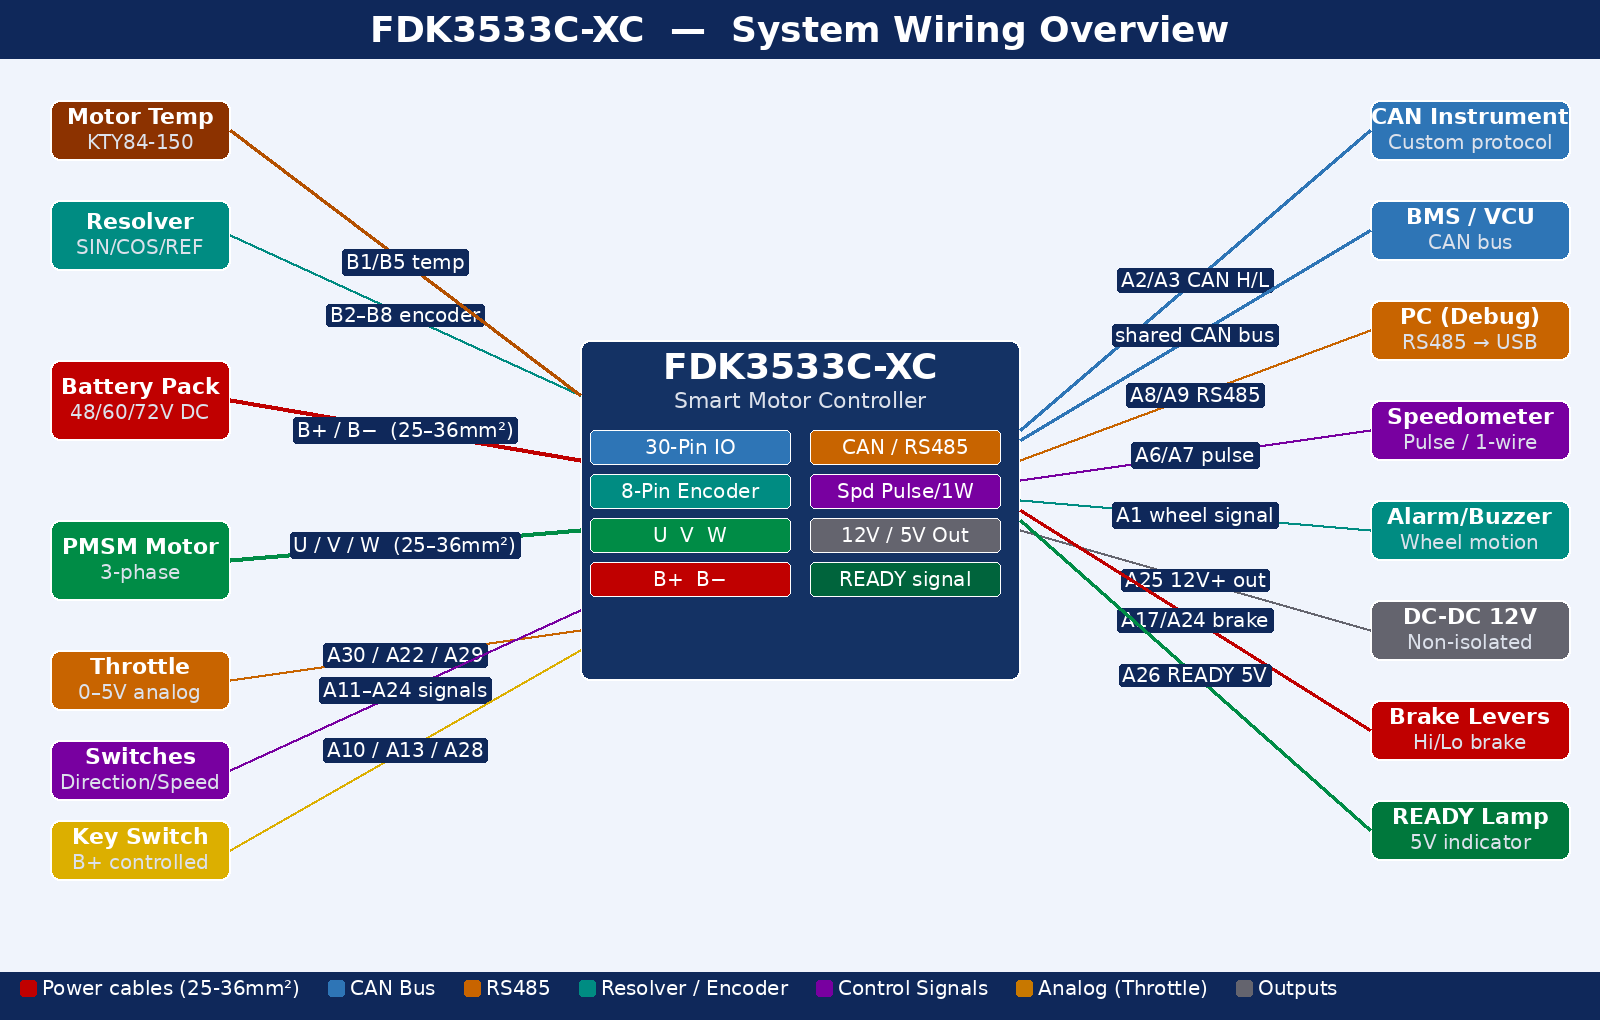 FDK3533C-XC — System Wiring Overview
Motor Temp
KTY84-150
Resolver
SIN/COS/REF
Battery Pack
48/60/72V DC
PMSM Motor
3-phase
Throttle
0–5V analog
Switches
Direction/Speed
Key Switch
B+ controlled
B1/B5 temp
B2–B8 encoder
B+ / B− (25–36mm²)
U / V / W (25–36mm²)
A30 / A22 / A29
A11–A24 signals
A10 / A13 / A28
FDK3533C-XC
Smart Motor Controller
30-Pin IO
CAN / RS485
8-Pin Encoder
Spd Pulse/1W
U V W
12V / 5V Out
B+ B−
READY signal
A2/A3 CAN H/L
shared CAN bus
A8/A9 RS485
A6/A7 pulse
A1 wheel signal
A25 12V+ out
A17/A24 brake
A26 READY 5V
CAN Instrument
Custom protocol
BMS / VCU
CAN bus
PC (Debug)
RS485 → USB
Speedometer
Pulse / 1-wire
Alarm/Buzzer
Wheel motion
DC-DC 12V
Non-isolated
Brake Levers
Hi/Lo brake
READY Lamp
5V indicator
Power cables (25-36mm²)
CAN Bus
RS485
Resolver / Encoder
Control Signals
Analog (Throttle)
Outputs